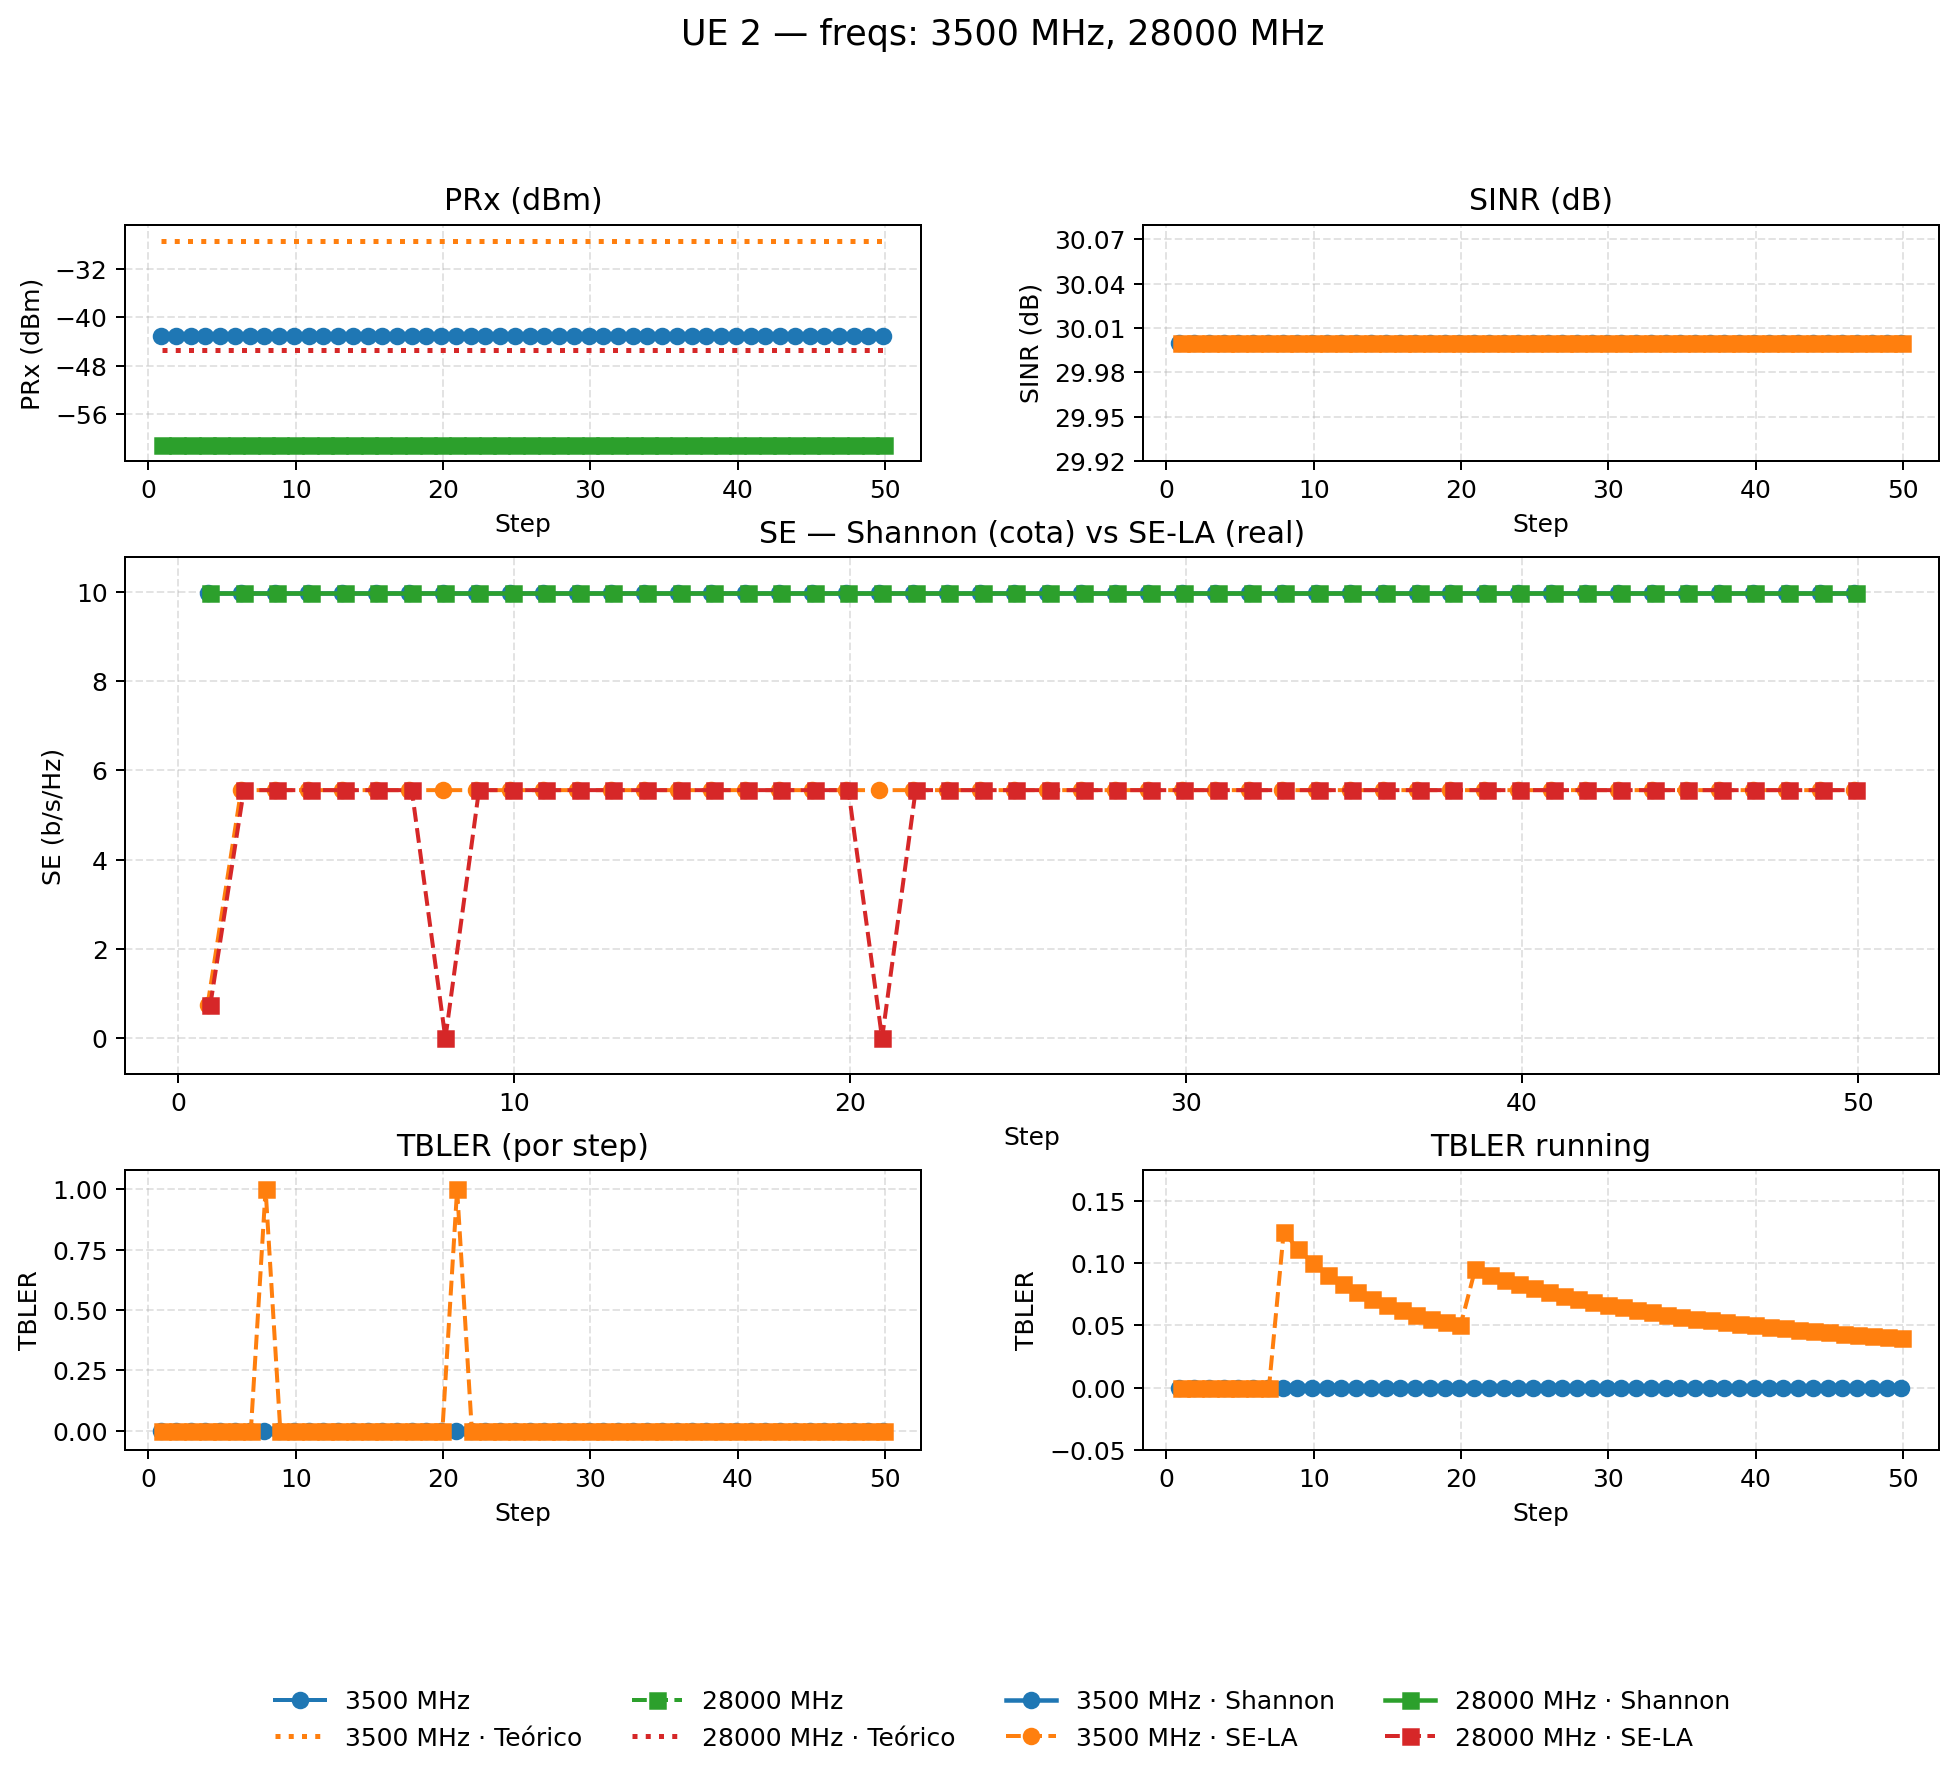 UE 2 — freqs: 3500 MHz, 28000 MHz
PRx (dBm)
PRx (dBm)
−32
−40
−48
−56
0 10 20 30 40 50
Step
SINR (dB)
SINR (dB)
30.07
30.04
30.01
29.98
29.95
29.92
0 10 20 30 40 50
Step
SE — Shannon (cota) vs SE-LA (real)
SE (b/s/Hz)
10
8
6
4
2
0
0 10 20 30 40 50
Step
TBLER (por step)
TBLER
1.00
0.75
0.50
0.25
0.00
0 10 20 30 40 50
Step
TBLER running
TBLER
0.15
0.10
0.05
0.00
−0.05
0 10 20 30 40 50
Step
3500 MHz 28000 MHz 3500 MHz · Shannon 28000 MHz · Shannon
3500 MHz · Teórico 28000 MHz · Teórico 3500 MHz · SE-LA 28000 MHz · SE-LA